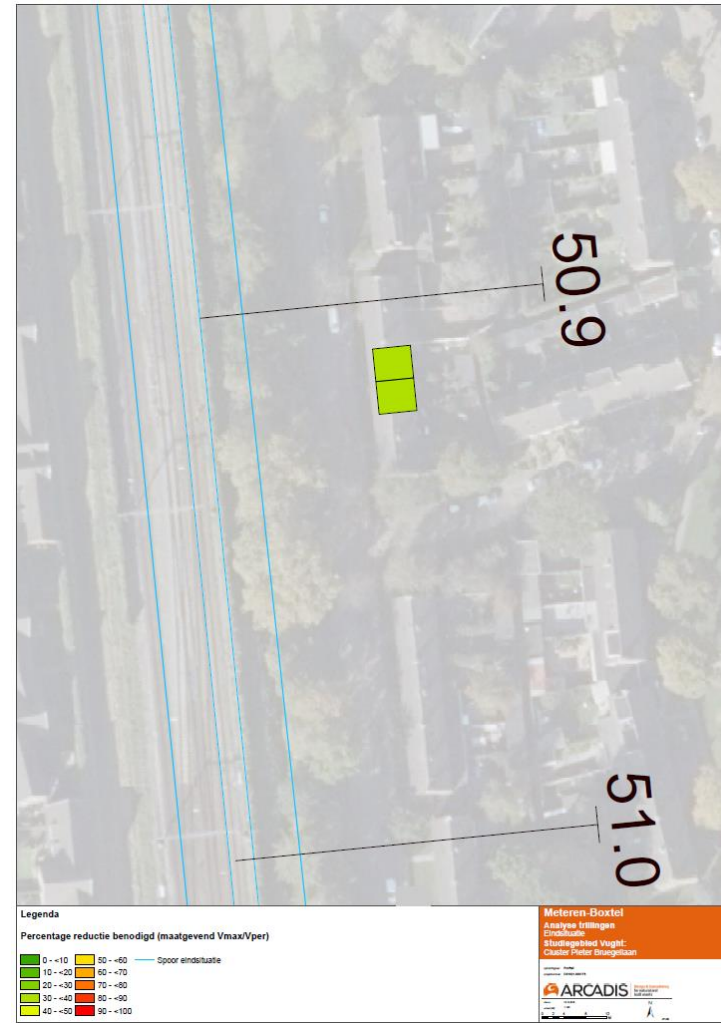 50.9
51.0
Legenda
Percentage reductie benodigd (maatgevend Vmax/Vper)
0 - <10 50 - <60 Spoor eindsituatie
10 - <20 60 - <70
20 - <30 70 - <80
30 - <40 80 - <90
40 - <50 90 - <100
Meteren-Boxtel
Analyse trillingen
Eindsituatie
Studiegebied Vught:
Cluster Pieter Bruegellaan
ARCADIS